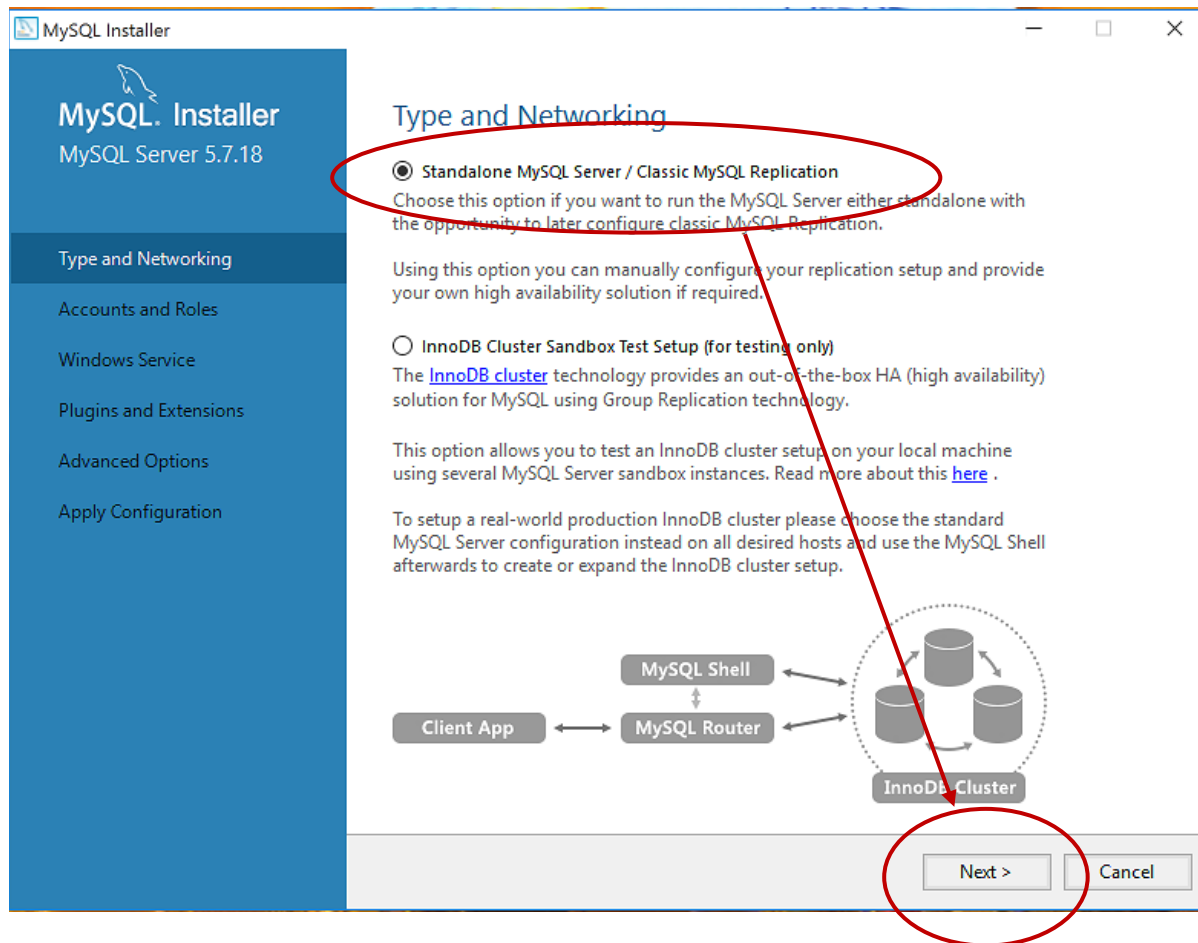 MySQL Installer
MySQL. Installer
MySQL Server 5.7.18
Type and Networking
Accounts and Roles
Windows Service
Plugins and Extensions
Advanced Options
Apply Configuration
Type and Networking
Standalone MySQL Server / Classic MySQL Replication
Choose this option if you want to run the MySQL Server either standalone with
the opportunity to later configure classic MySQL Replication.
Using this option you can manually configure your replication setup and provide
your own high availability solution if required.
InnoDB Cluster Sandbox Test Setup (for testing only)
The InnoDB cluster technology provides an out-of-the-box HA (high availability)
solution for MySQL using Group Replication technology.
This option allows you to test an InnoDB cluster setup on your local machine
using several MySQL Server sandbox instances. Read more about this here .
To setup a real-world production InnoDB cluster please choose the standard
MySQL Server configuration instead on all desired hosts and use the MySQL Shell
afterwards to create or expand the InnoDB cluster setup.
MySQL Shell
Client App
MySQL Router
InnoDB Cluster
Next >
Cancel